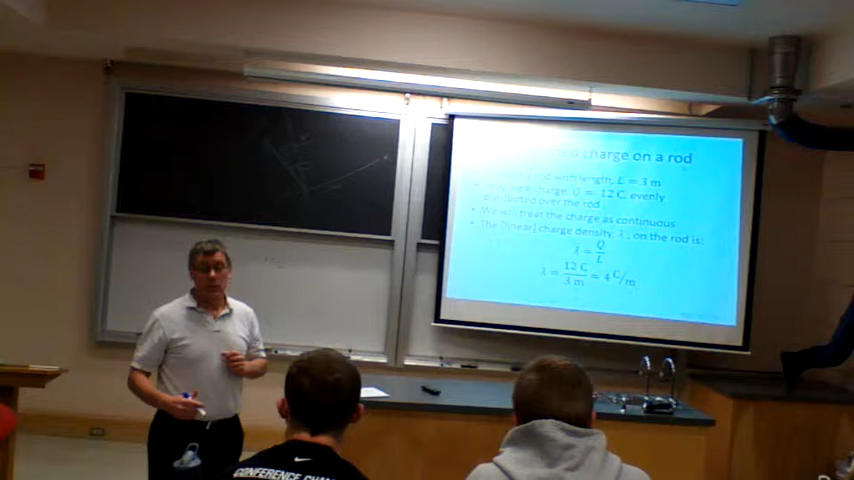 charge on a rod
rod with length, L = 3 m
a charge, Q = 12 C, evenly
distributed over the rod
• We will treat the charge as continuous
• The [linear] charge density, λ, on the rod is:
λ = Q/L
λ = 12 C/3 m = 4 C/m
CONFERENCE